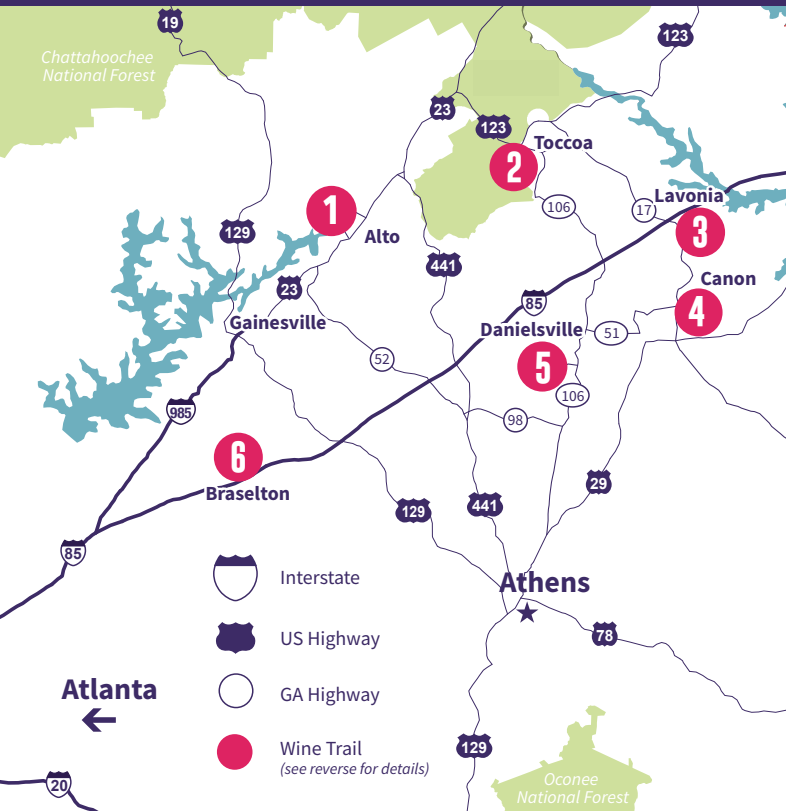 19
123
Chattahoochee
National Forest
23
123
Toccoa
2
Lavonia
106
17
1
129
Alto
3
441
Canon
23
85
4
Gainesville
Danielsville
51
52
5
106
985
98
6
Braselton
29
129
441
85
Interstate
Athens
US Highway
78
Atlanta
GA Highway
129
Wine Trail
(see reverse for details)
20
Oconee
National Forest